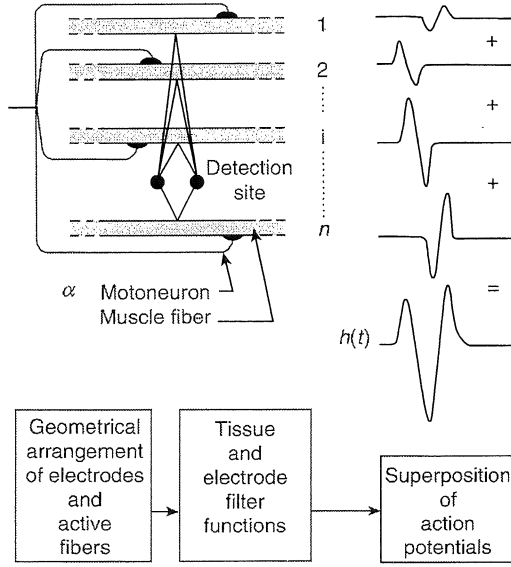 1
+
2
+
i
Detection
site
+
n
α Motoneuron
Muscle fiber
=
h(t)
Geometrical
arrangement
of electrodes
and
active
fibers
Tissue
and
electrode
filter
functions
Superposition
of
action
potentials